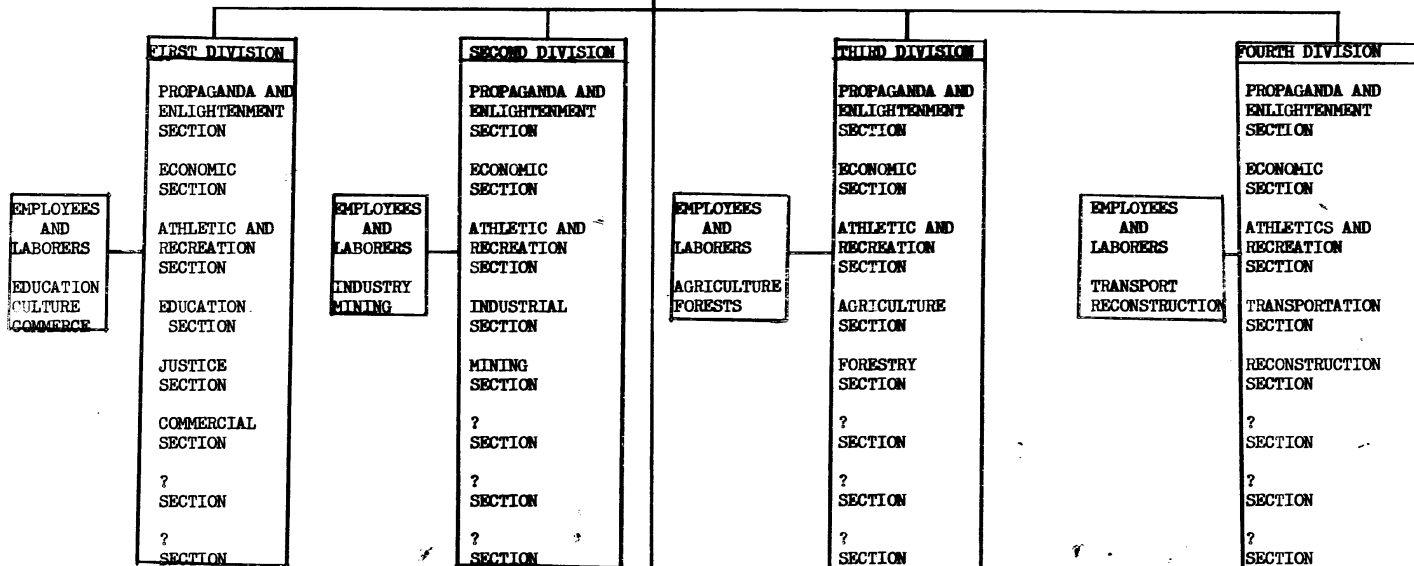 FIRST DIVISION
PROPAGANDA AND
ENLIGHTENMENT
SECTION
ECONOMIC
SECTION
ATHLETIC AND
RECREATION
SECTION
EDUCATION
SECTION
JUSTICE
SECTION
COMMERCIAL
SECTION
?
SECTION
?
SECTION
EMPLOYEES
AND
LABORERS
EDUCATION
CULTURE
COMMERCE
SECOND DIVISION
PROPAGANDA AND
ENLIGHTENMENT
SECTION
ECONOMIC
SECTION
ATHLETIC AND
RECREATION
SECTION
INDUSTRIAL
SECTION
MINING
SECTION
?
SECTION
?
SECTION
?
SECTION
EMPLOYEES
AND
LABORERS
INDUSTRY
MINING
THIRD DIVISION
PROPAGANDA AND
ENLIGHTENMENT
SECTION
ECONOMIC
SECTION
ATHLETIC AND
RECREATION
SECTION
AGRICULTURE
SECTION
FORESTRY
SECTION
?
SECTION
?
SECTION
?
SECTION
EMPLOYEES
AND
LABORERS
AGRICULTURE
FORESTS
FOURTH DIVISION
PROPAGANDA AND
ENLIGHTENMENT
SECTION
ECONOMIC
SECTION
ATHLETICS AND
RECREATION
SECTION
TRANSPORTATION
SECTION
RECONSTRUCTION
SECTION
?
SECTION
?
SECTION
?
SECTION
EMPLOYEES
AND
LABORERS
TRANSPORT
RECONSTRUCTION